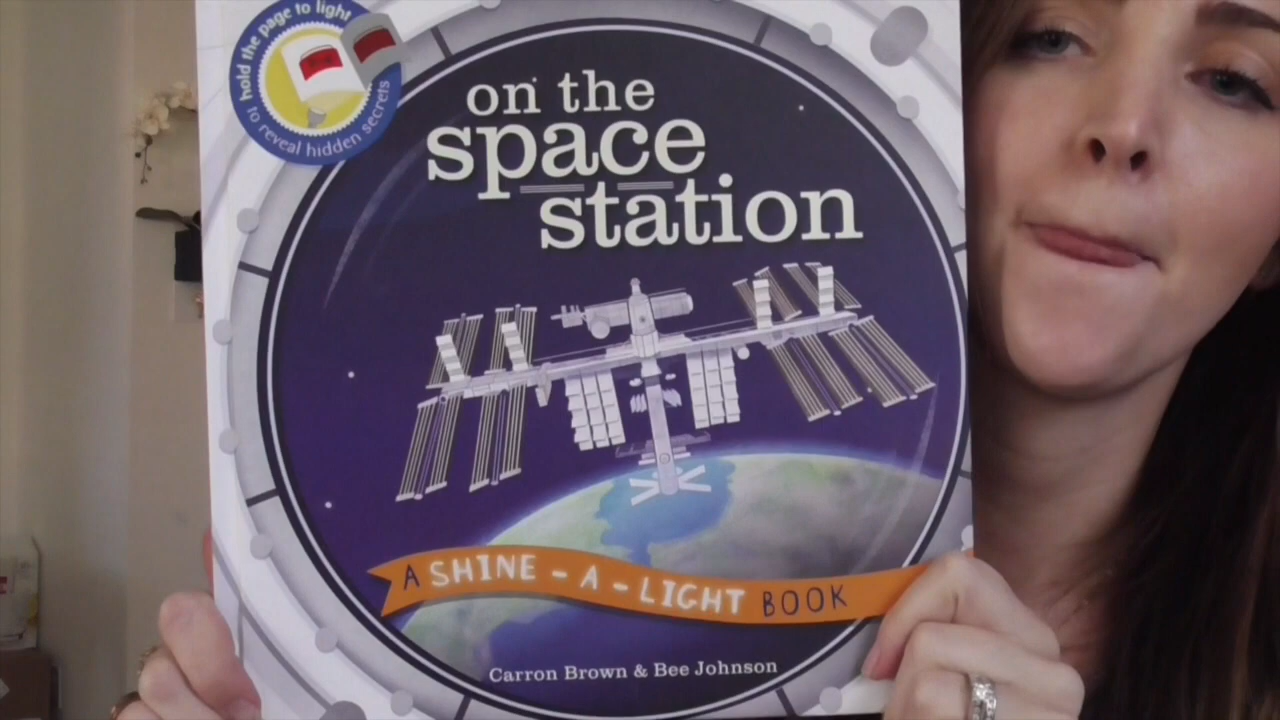 hold the page to light
to reveal hidden secrets
on the
space
station
A SHINE-A-LIGHT BOOK
Carron Brown & Bee Johnson